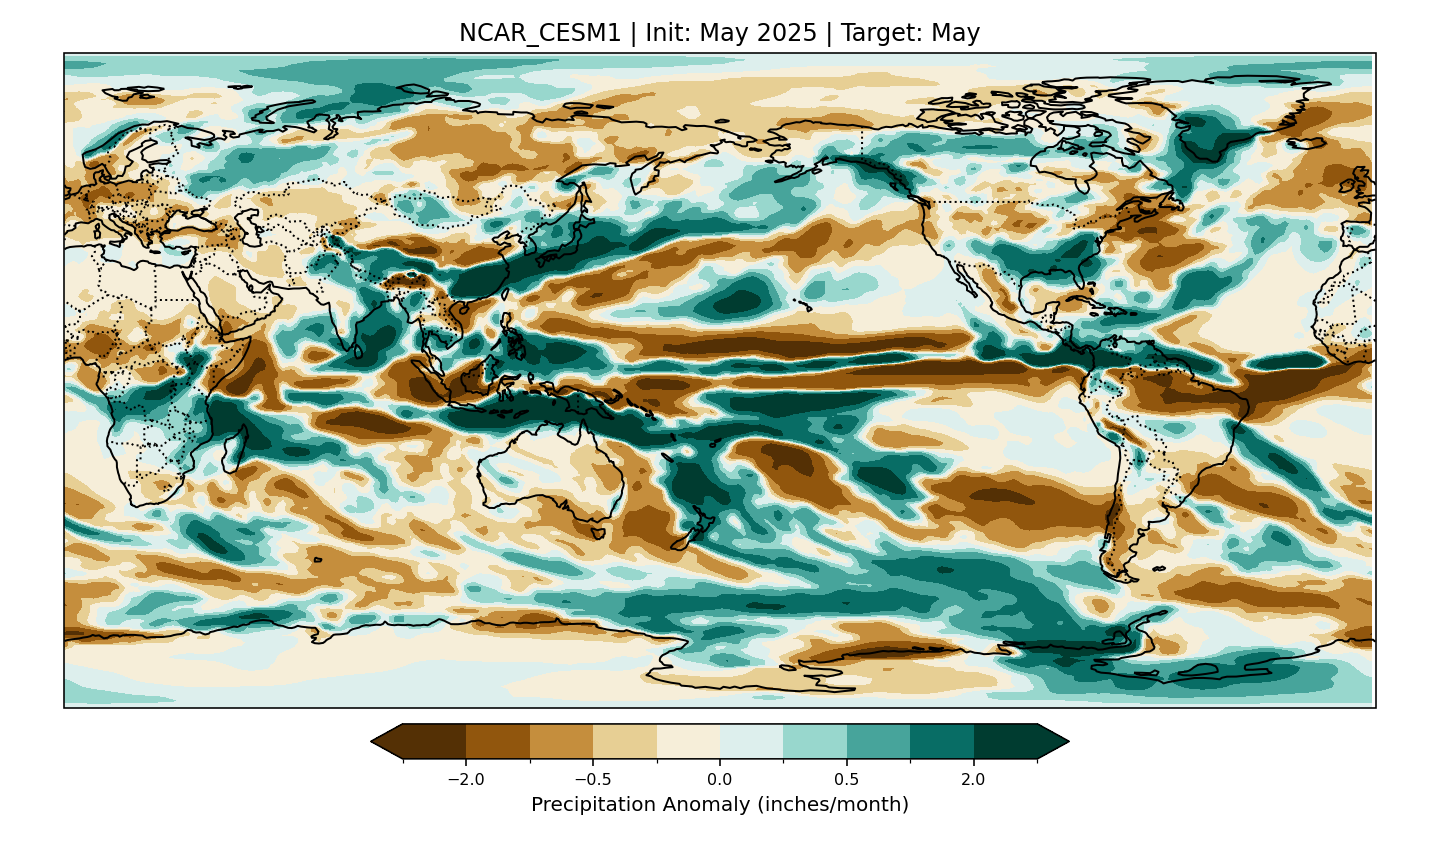 NCAR_CESM1 | Init: May 2025 | Target: May
−2.0 −0.5 0.0 0.5 2.0
Precipitation Anomaly (inches/month)